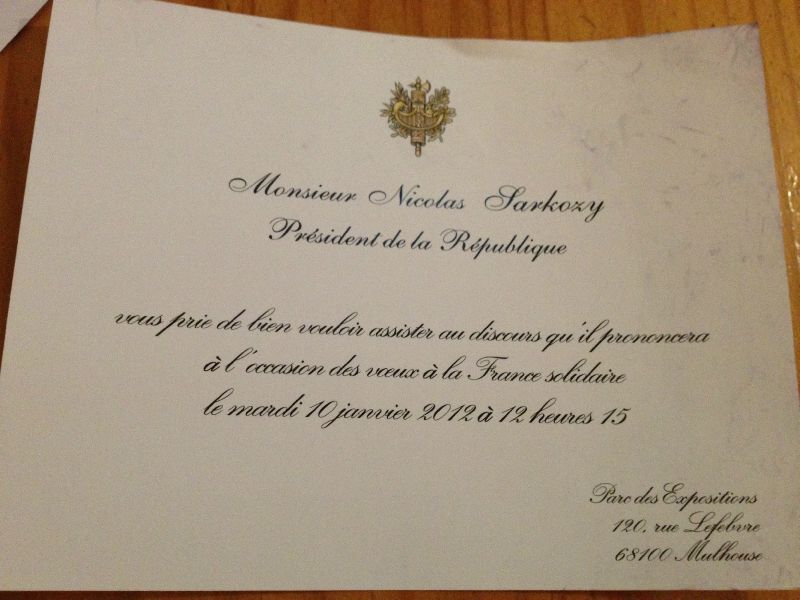 Monsieur Nicolas Sarkozy
Président de la République
vous prie de bien vouloir assister au discours qu'il prononcera
à l'occasion des vœux à la France solidaire
le mardi 10 janvier 2012 à 12 heures 15
Parc des Expositions
120, rue Lefebvre
68100 Mulhouse